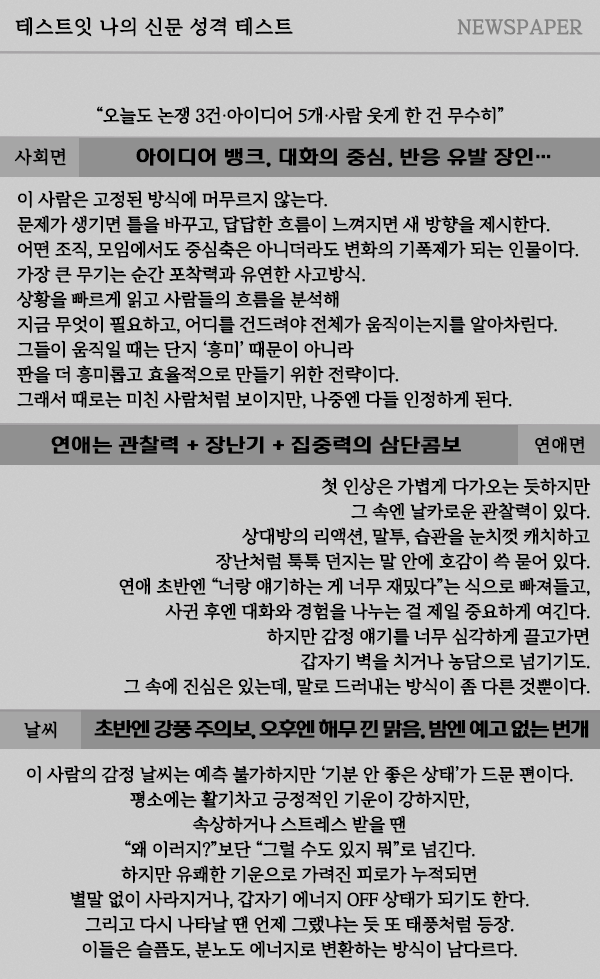 테스트잇 나의 신문 성격 테스트
NEWSPAPER
“오늘도 논쟁 3건·아이디어 5개·사람 웃게 한 건 무수히”
사회면
아이디어 뱅크, 대화의 중심, 반응 유발 장인…
이 사람은 고정된 방식에 머무르지 않는다.
문제가 생기면 틀을 바꾸고, 답답한 흐름이 느껴지면 새 방향을 제시한다.
어떤 조직, 모임에서도 중심축은 아니더라도 변화의 기폭제가 되는 인물이다.
가장 큰 무기는 순간 포착력과 유연한 사고방식.
상황을 빠르게 읽고 사람들의 흐름을 분석해
지금 무엇이 필요하고, 어디를 건드려야 전체가 움직이는지를 알아차린다.
그들이 움직일 때는 단지 ‘흥미’ 때문이 아니라
판을 더 흥미롭고 효율적으로 만들기 위한 전략이다.
그래서 때로는 미친 사람처럼 보이지만, 나중엔 다들 인정하게 된다.
연애는 관찰력 + 장난기 + 집중력의 삼단콤보
연애면
첫 인상은 가볍게 다가오는 듯하지만
그 속엔 날카로운 관찰력이 있다.
상대방의 리액션, 말투, 습관을 눈치껏 캐치하고
장난처럼 툭툭 던지는 말 안에 호감이 쓱 묻어 있다.
연애 초반엔 “너랑 얘기하는 게 너무 재밌다”는 식으로 빠져들고,
사귄 후엔 대화와 경험을 나누는 걸 제일 중요하게 여긴다.
하지만 감정 얘기를 너무 심각하게 끌고가면
갑자기 벽을 치거나 농담으로 넘기기도.
그 속에 진심은 있는데, 말로 드러내는 방식이 좀 다른 것뿐이다.
날씨
초반엔 강풍 주의보, 오후엔 해무 낀 맑음, 밤엔 예고 없는 번개
이 사람의 감정 날씨는 예측 불가하지만 ‘기분 안 좋은 상태’가 드문 편이다.
평소에는 활기차고 긍정적인 기운이 강하지만,
속상하거나 스트레스 받을 땐
“왜 이러지?”보단 “그럴 수도 있지 뭐”로 넘긴다.
하지만 유쾌한 기운으로 가려진 피로가 누적되면
별말 없이 사라지거나, 갑자기 에너지 OFF 상태가 되기도 한다.
그리고 다시 나타날 땐 언제 그랬냐는 듯 또 태풍처럼 등장.
이들은 슬픔도, 분노도 에너지로 변환하는 방식이 남다르다.